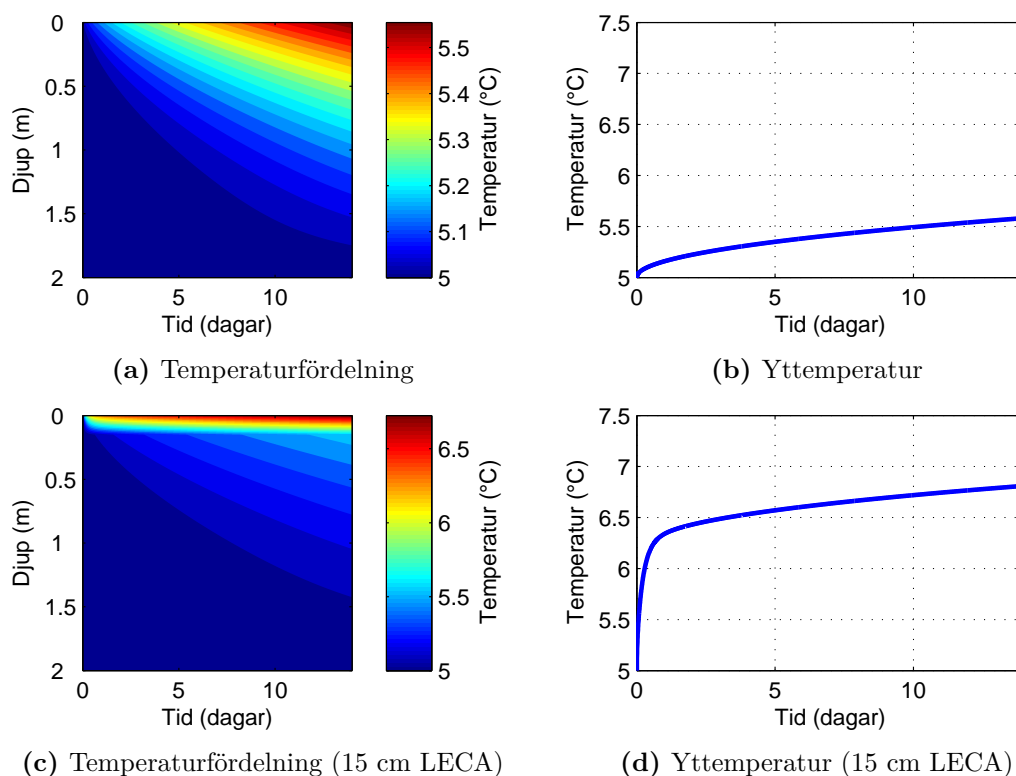 0
0.5
1
1.5
2
Djup (m)
0 5 10
Tid (dagar)
5.5
5.4
5.3
5.2
5.1
5
Temperatur (°C)
(a) Temperaturfördelning
7.5
7
6.5
6
5.5
5
Temperatur (°C)
0 5 10
Tid (dagar)
(b) Yttemperatur
0
0.5
1
1.5
2
Djup (m)
0 5 10
Tid (dagar)
6.5
6
5.5
5
Temperatur (°C)
(c) Temperaturfördelning (15 cm LECA)
7.5
7
6.5
6
5.5
5
Temperatur (°C)
0 5 10
Tid (dagar)
(d) Yttemperatur (15 cm LECA)